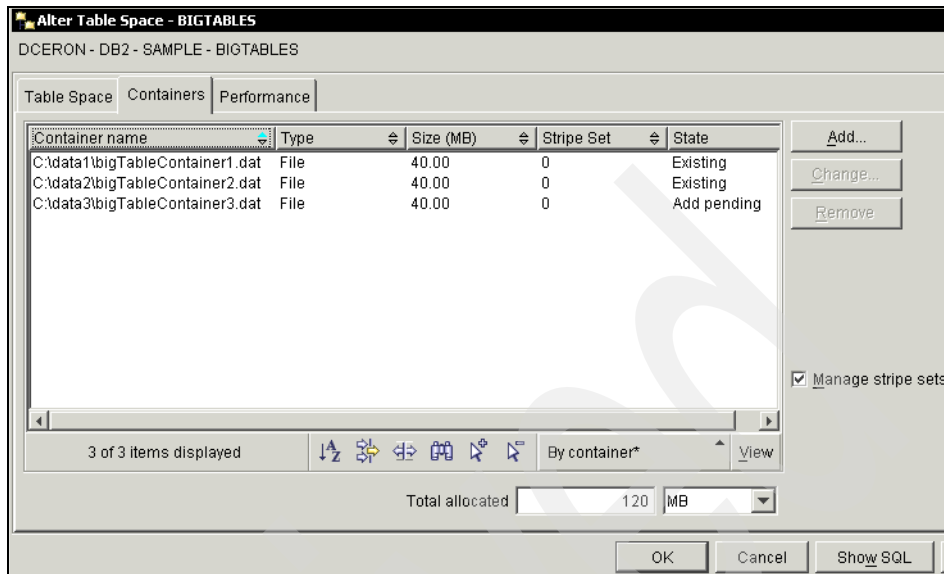 Alter Table Space - BIGTABLES
DCERON - DB2 - SAMPLE - BIGTABLES
Table Space Containers Performance
Container name Type Size (MB) Stripe Set State
C:\data1\bigTableContainer1.dat File 40.00 0 Existing
C:\data2\bigTableContainer2.dat File 40.00 0 Existing
C:\data3\bigTableContainer3.dat File 40.00 0 Add pending
Add...
Change...
Remove
Manage stripe sets
3 of 3 items displayed By container* View
Total allocated 120 MB
OK Cancel Show SQL